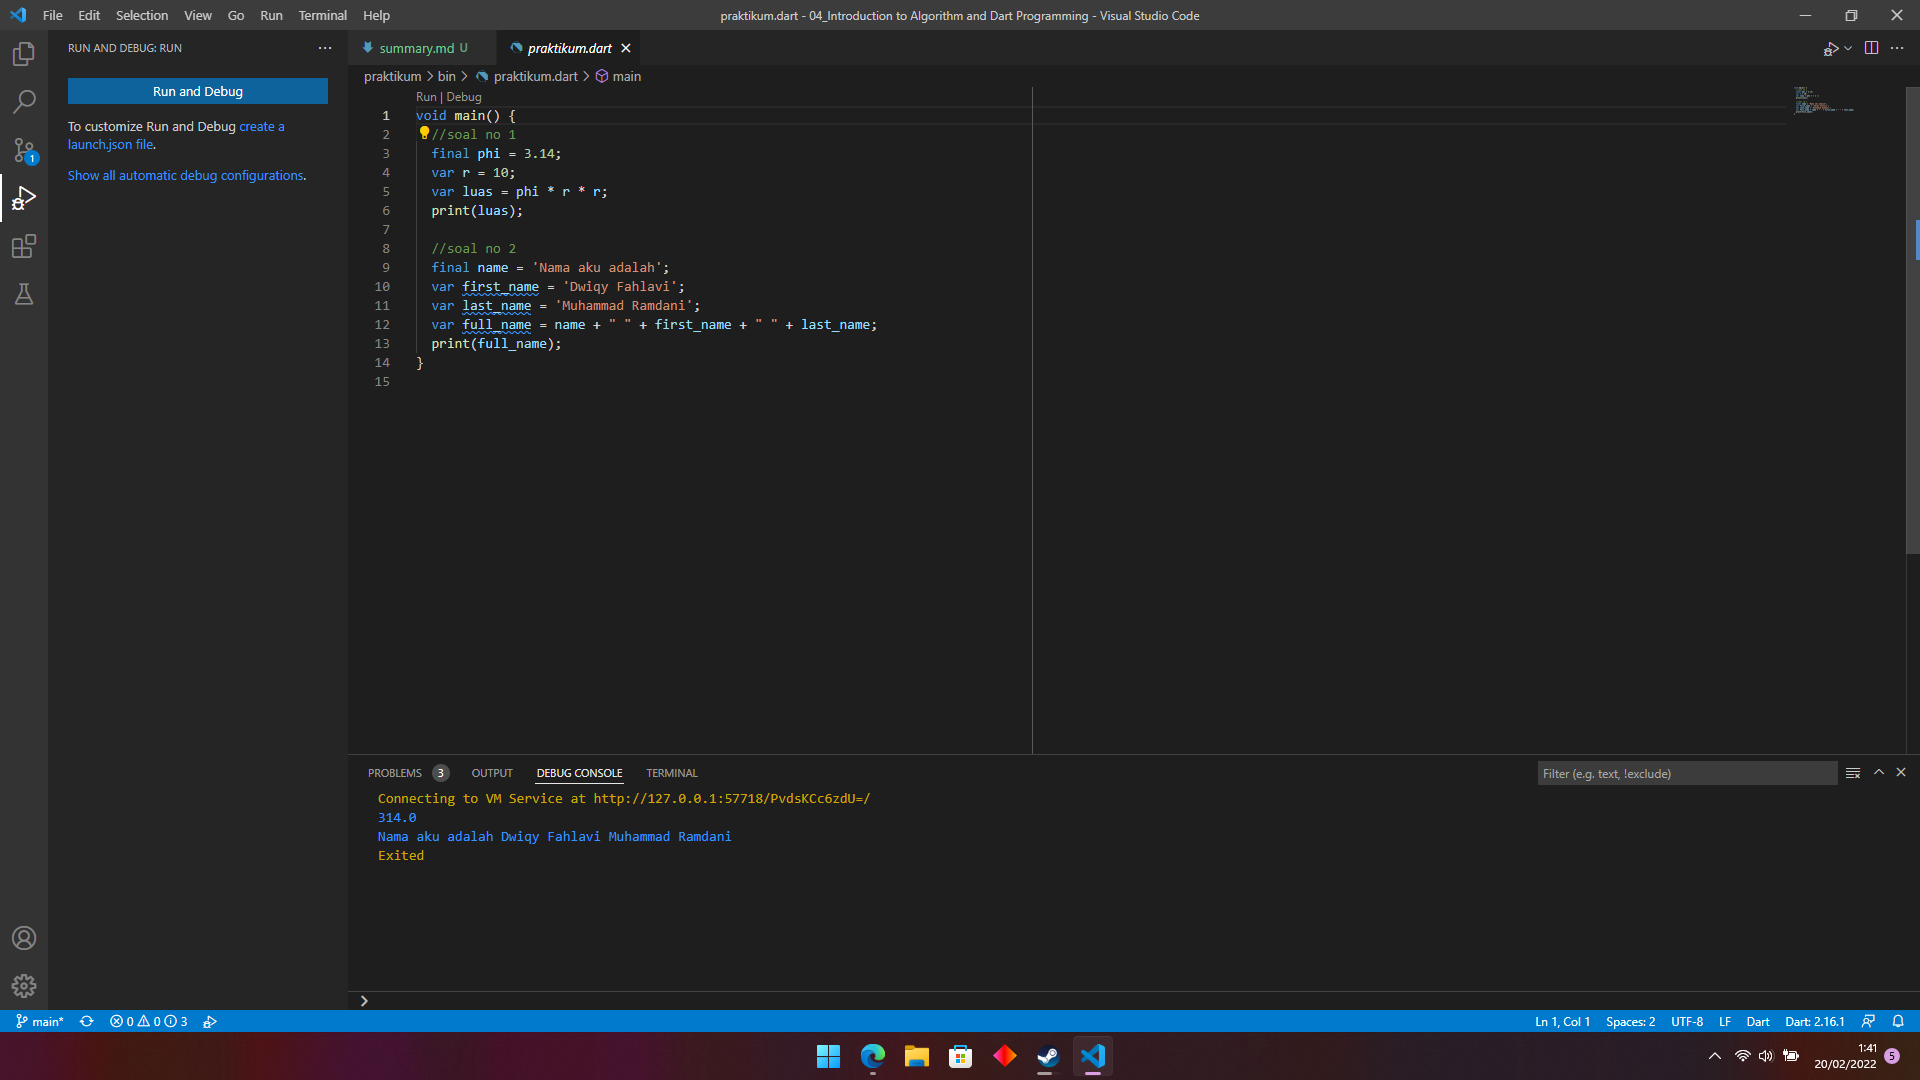 File Edit Selection View Go Run Terminal Help
praktikum.dart - 04_Introduction to Algorithm and Dart Programming - Visual Studio Code
RUN AND DEBUG: RUN
Run and Debug
To customize Run and Debug create a
launch.json file.
Show all automatic debug configurations.
1
summary.md U
praktikum.dart
praktikum > bin > praktikum.dart > main
Run | Debug
1 void main() {
2 //soal no 1
3 final phi = 3.14;
4 var r = 10;
5 var luas = phi * r * r;
6 print(luas);
7
8 //soal no 2
9 final name = 'Nama aku adalah';
10 var first_name = 'Dwiqy Fahlavi';
11 var last_name = 'Muhammad Ramdani';
12 var full_name = name + " " + first_name + " " + last_name;
13 print(full_name);
14 }
15
PROBLEMS 3 OUTPUT DEBUG CONSOLE TERMINAL
Filter (e.g. text, !exclude)
Connecting to VM Service at http://127.0.0.1:57718/PvdsKCc6zdU=/
314.0
Nama aku adalah Dwiqy Fahlavi Muhammad Ramdani
Exited
main* 0 0 3
Ln 1, Col 1 Spaces: 2 UTF-8 LF Dart Dart: 2.16.1
1:41
20/02/2022
5